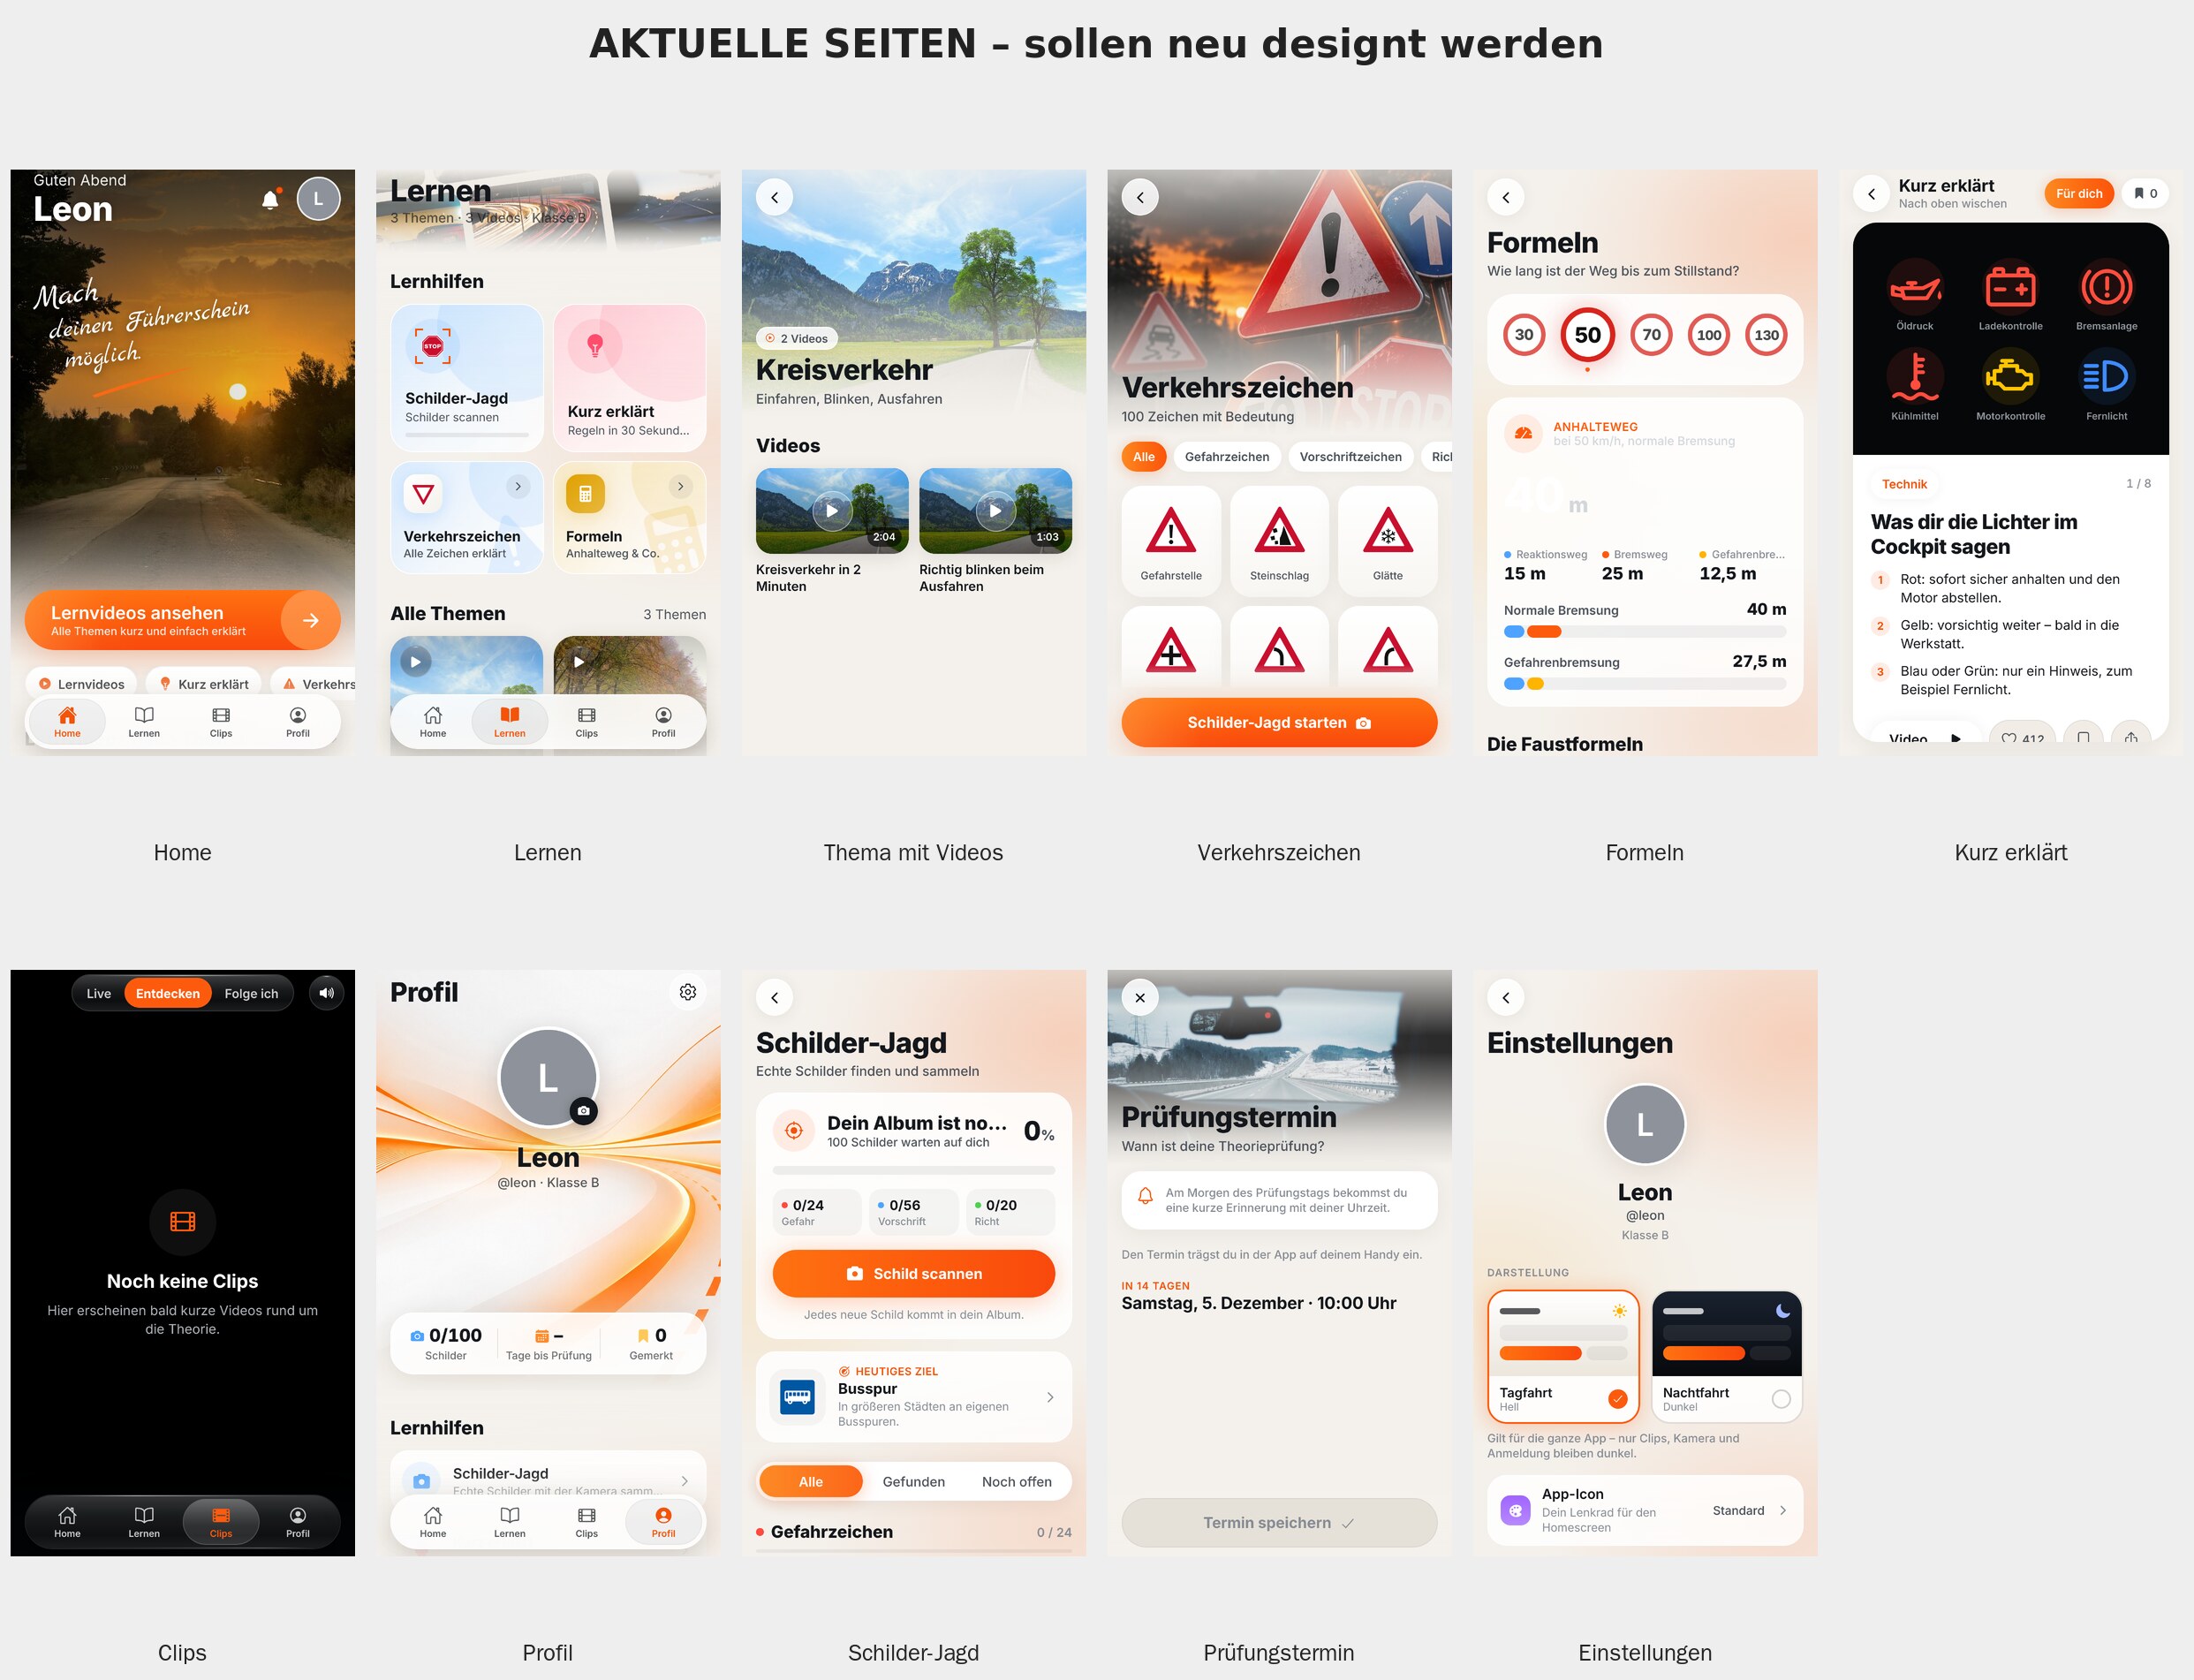 AKTUELLE SEITEN – sollen neu designt werden
Guten Abend
Leon
L
Mach
deinen Führerschein
möglich.
Lernvideos ansehen
Alle Themen kurz und einfach erklärt
Lernvideos
Kurz erklärt
Verkehrs
Home
Lernen
Clips
Profil
Home
Lernen
3 Themen · 3 Videos · Klasse B
Lernhilfen
STOP
Schilder-Jagd
Schilder scannen
Kurz erklärt
Regeln in 30 Sekund...
Verkehrszeichen
Alle Zeichen erklärt
Formeln
Anhalteweg & Co.
Alle Themen
3 Themen
Home
Lernen
Clips
Profil
Lernen
2 Videos
Kreisverkehr
Einfahren, Blinken, Ausfahren
Videos
2:04
1:03
Kreisverkehr in 2
Minuten
Richtig blinken beim
Ausfahren
Thema mit Videos
STOP
Verkehrszeichen
100 Zeichen mit Bedeutung
Alle
Gefahrzeichen
Vorschriftzeichen
Rich
Gefahrstelle
Steinschlag
Glätte
Schilder-Jagd starten
Verkehrszeichen
Formeln
Wie lang ist der Weg bis zum Stillstand?
30
50
70
100
130
ANHALTEWEG
bei 50 km/h, normale Bremsung
40 m
Reaktionsweg
15 m
Bremsweg
25 m
Gefahrenbre...
12,5 m
Normale Bremsung
40 m
Gefahrenbremsung
27,5 m
Die Faustformeln
Formeln
Kurz erklärt
Nach oben wischen
Für dich
0
Öldruck
Ladekontrolle
Bremsanlage
Kühlmittel
Motorkontrolle
Fernlicht
Technik
1 / 8
Was dir die Lichter im
Cockpit sagen
1 Rot: sofort sicher anhalten und den
Motor abstellen.
2 Gelb: vorsichtig weiter – bald in die
Werkstatt.
3 Blau oder Grün: nur ein Hinweis, zum
Beispiel Fernlicht.
Video
412
Kurz erklärt
Live
Entdecken
Folge ich
Noch keine Clips
Hier erscheinen bald kurze Videos rund um
die Theorie.
Home
Lernen
Clips
Profil
Clips
Profil
L
Leon
@leon · Klasse B
0/100
Schilder
–
Tage bis Prüfung
0
Gemerkt
Lernhilfen
Schilder-Jagd
Echte Schilder mit der Kamera samm...
Home
Lernen
Clips
Profil
Profil
Schilder-Jagd
Echte Schilder finden und sammeln
Dein Album ist no...
100 Schilder warten auf dich
0%
0/24
Gefahr
0/56
Vorschrift
0/20
Richt
Schild scannen
Jedes neue Schild kommt in dein Album.
HEUTIGES ZIEL
Busspur
In größeren Städten an eigenen
Busspuren.
Alle
Gefunden
Noch offen
Gefahrzeichen
0 / 24
Schilder-Jagd
Prüfungstermin
Wann ist deine Theorieprüfung?
Am Morgen des Prüfungstags bekommst du
eine kurze Erinnerung mit deiner Uhrzeit.
Den Termin trägst du in der App auf deinem Handy ein.
IN 14 TAGEN
Samstag, 5. Dezember · 10:00 Uhr
Termin speichern
Prüfungstermin
Einstellungen
L
Leon
@leon
Klasse B
DARSTELLUNG
Tagfahrt
Hell
Nachtfahrt
Dunkel
Gilt für die ganze App – nur Clips, Kamera und
Anmeldung bleiben dunkel.
App-Icon
Dein Lenkrad für den
Homescreen
Standard
Einstellungen